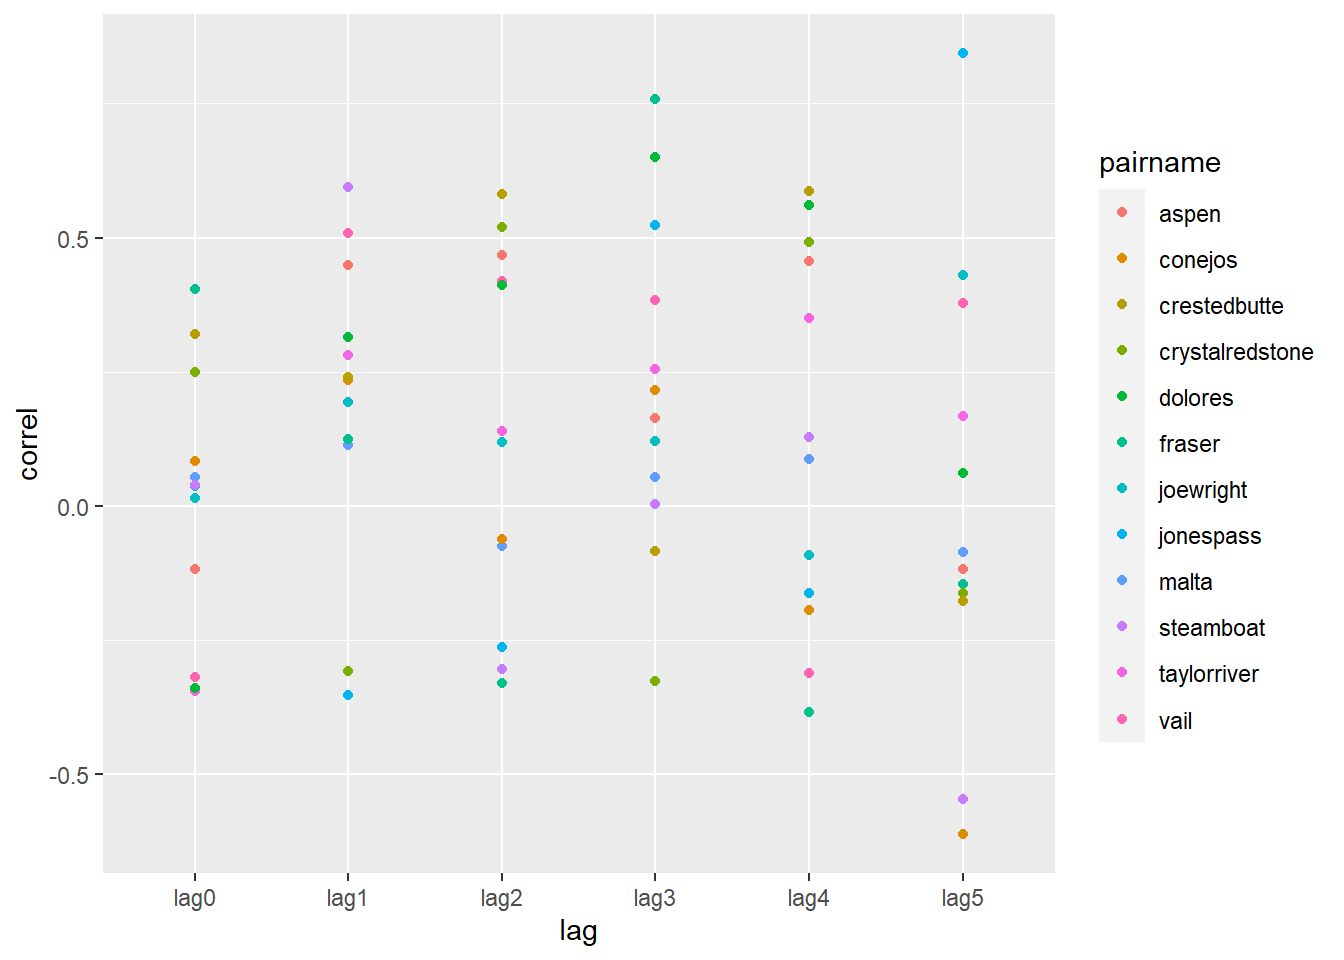 correl
0.5
0.0
-0.5
lag0 lag1 lag2 lag3 lag4 lag5
lag
pairname
aspen
conejos
crestedbutte
crystalredstone
dolores
fraser
joewright
jonespass
malta
steamboat
taylorriver
vail